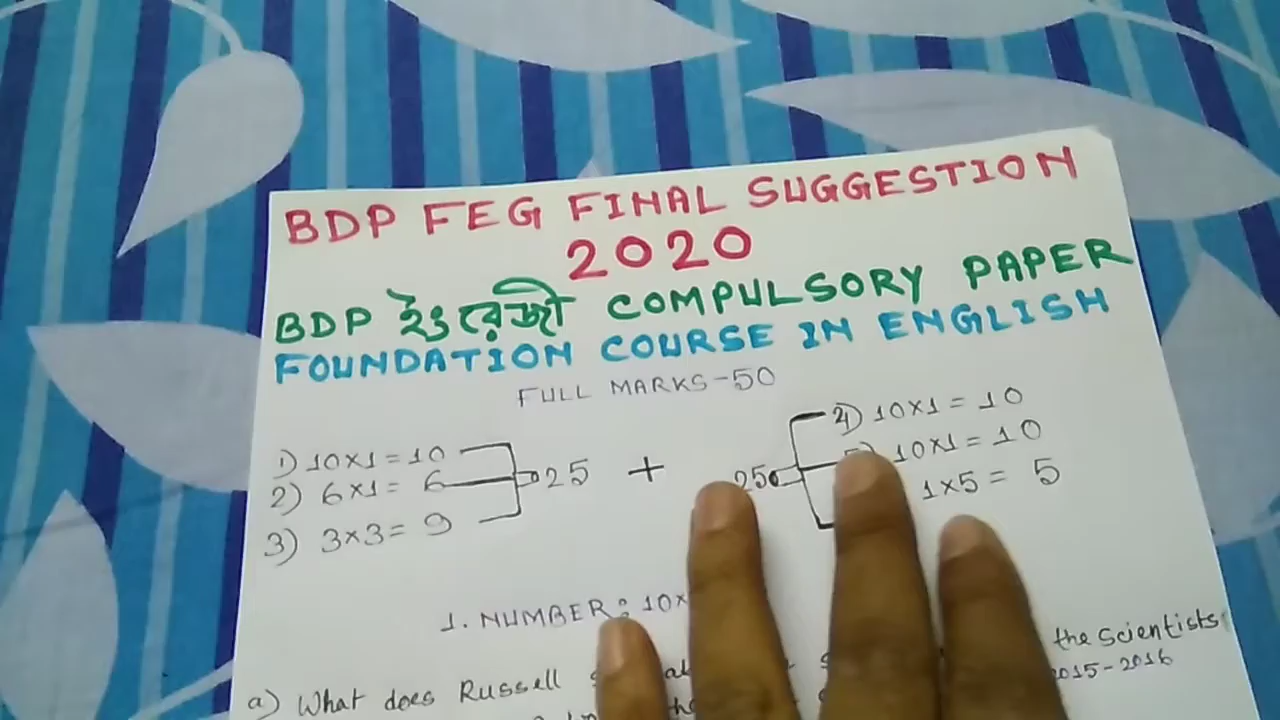 BDP FEG FINAL SUGGESTION
2020
BDP ইংরেজী COMPULSORY PAPER
FOUNDATION COURSE IN ENGLISH
FULL MARKS-50
1) 10×1=10
2) 6×1= 6
3) 3×3= 9
25 + 25
4) 10×1= 10
10×1= 10
1×5= 5
1. NUMBER: 10×
a) What does Russell the Scientists
2015-2016